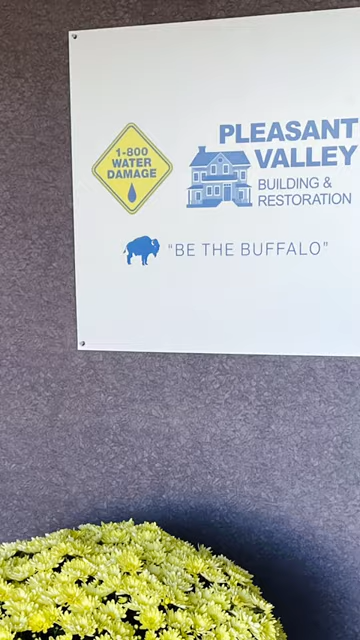 1-800
WATER
DAMAGE
PLEASANT
VALLEY
BUILDING &
RESTORATION
"BE THE BUFFALO"